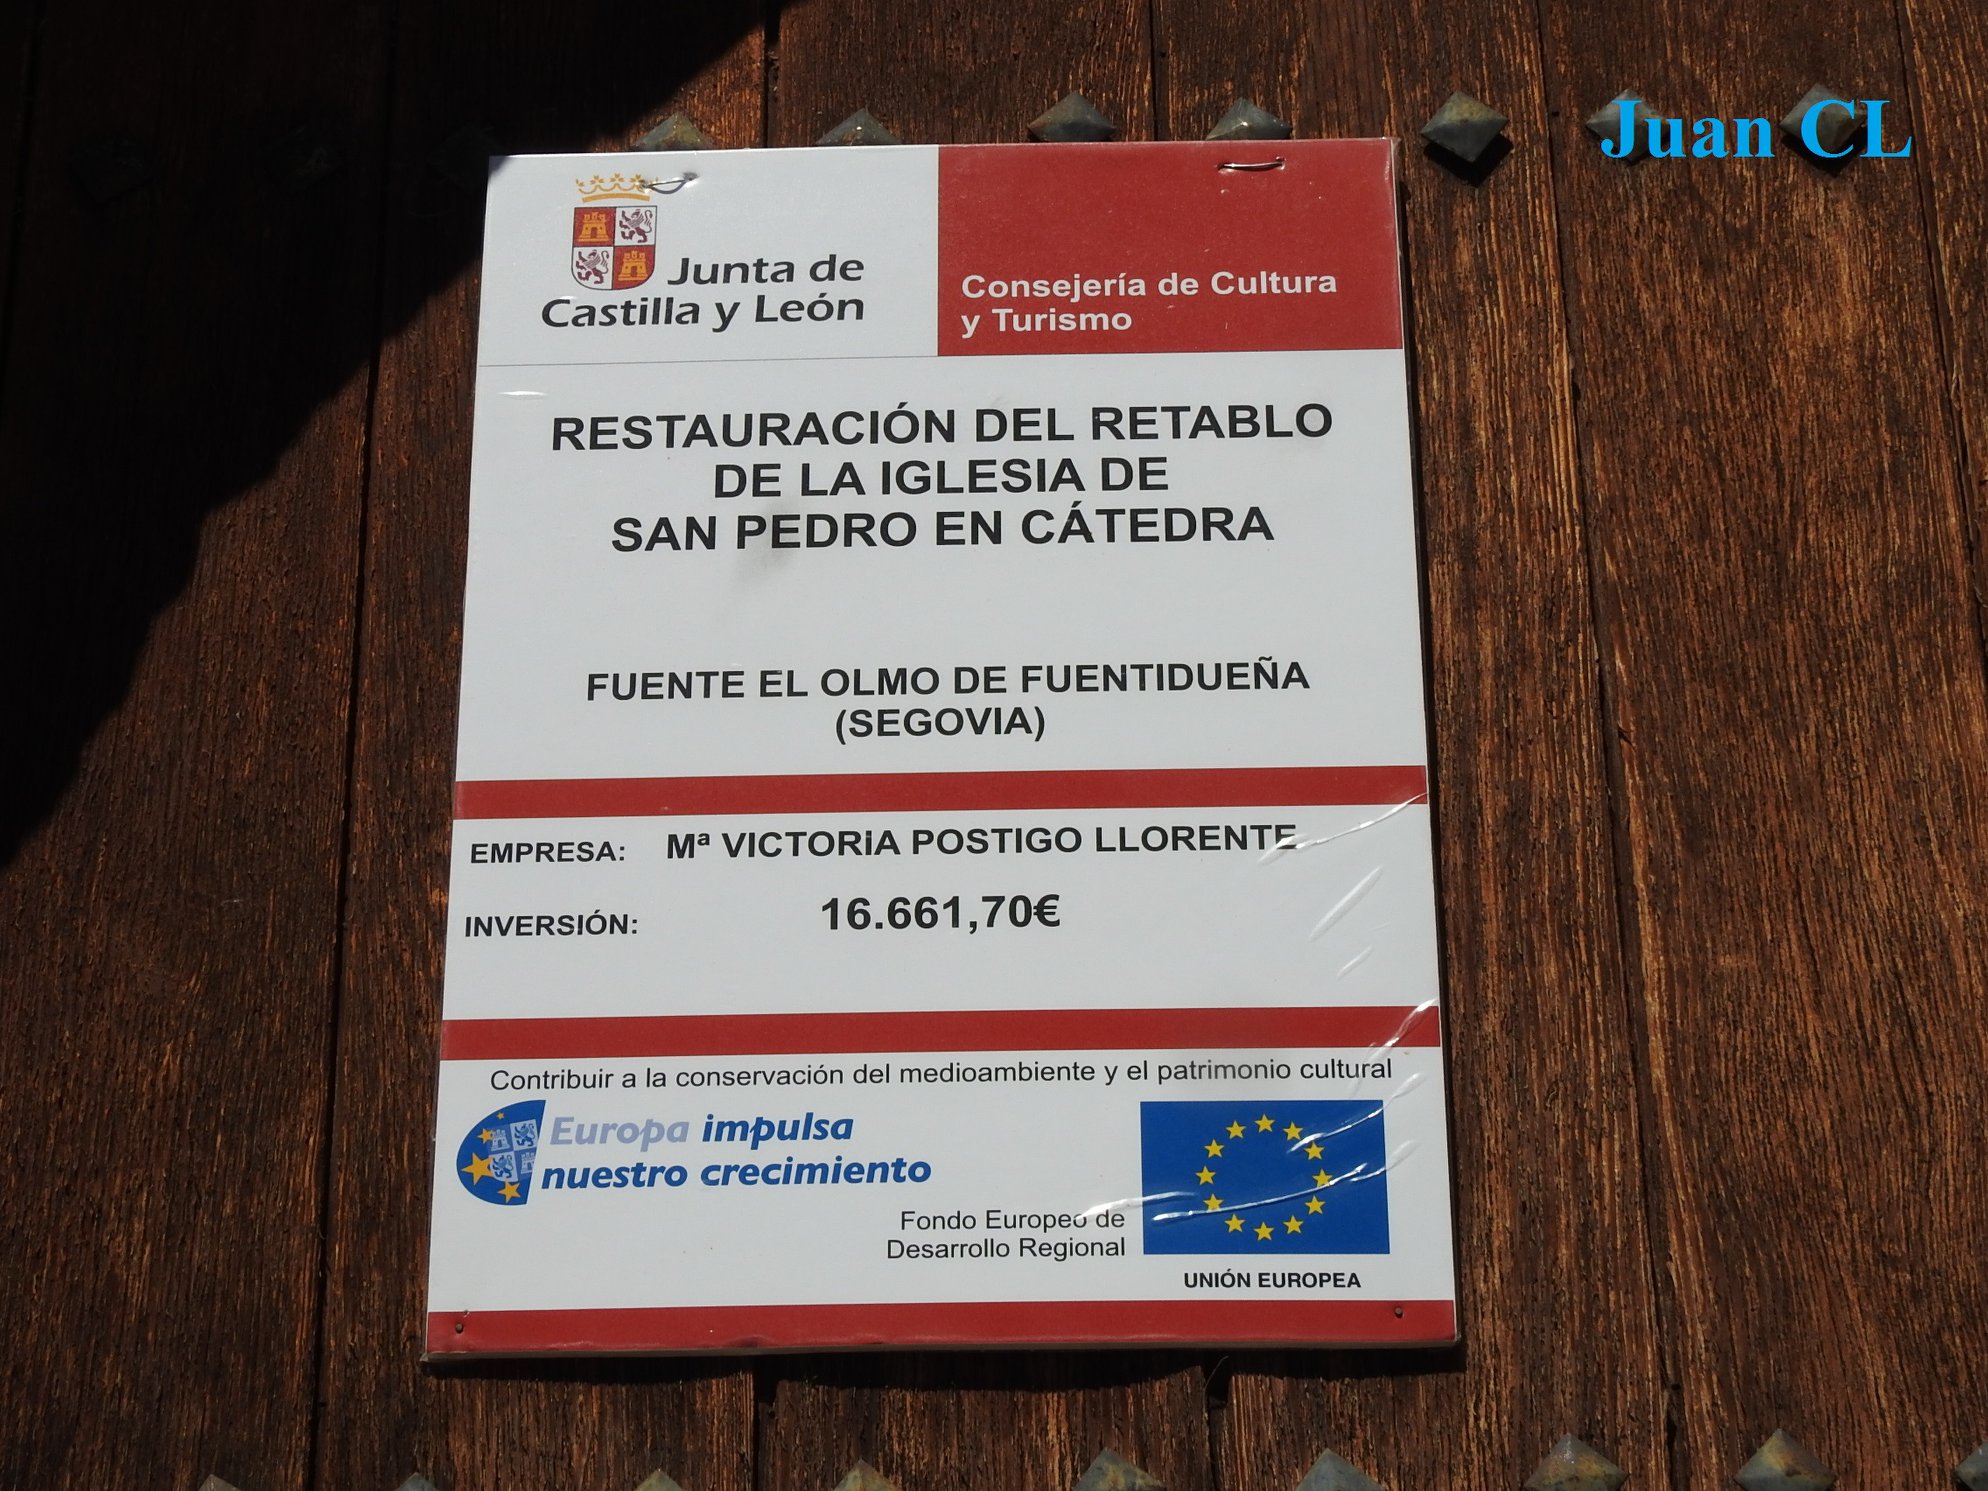 Juan CL
Junta de
Castilla y León
Consejería de Cultura
y Turismo
RESTAURACIÓN DEL RETABLO
DE LA IGLESIA DE
SAN PEDRO EN CÁTEDRA
FUENTE EL OLMO DE FUENTIDUEÑA
(SEGOVIA)
EMPRESA: Mª VICTORiA POSTIGO LLORENTE
INVERSIÓN: 16.661,70€
Contribuir a la conservación del medioambiente y el patrimonio cultural
Europa impulsa
nuestro crecimiento
Fondo Europeo de
Desarrollo Regional
UNIÓN EUROPEA